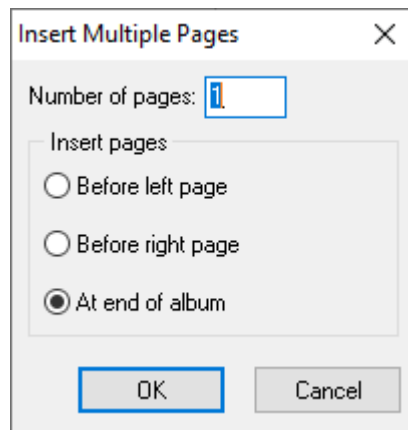 Insert Multiple Pages
Number of pages: 1
Insert pages
Before left page
Before right page
At end of album
OK
Cancel